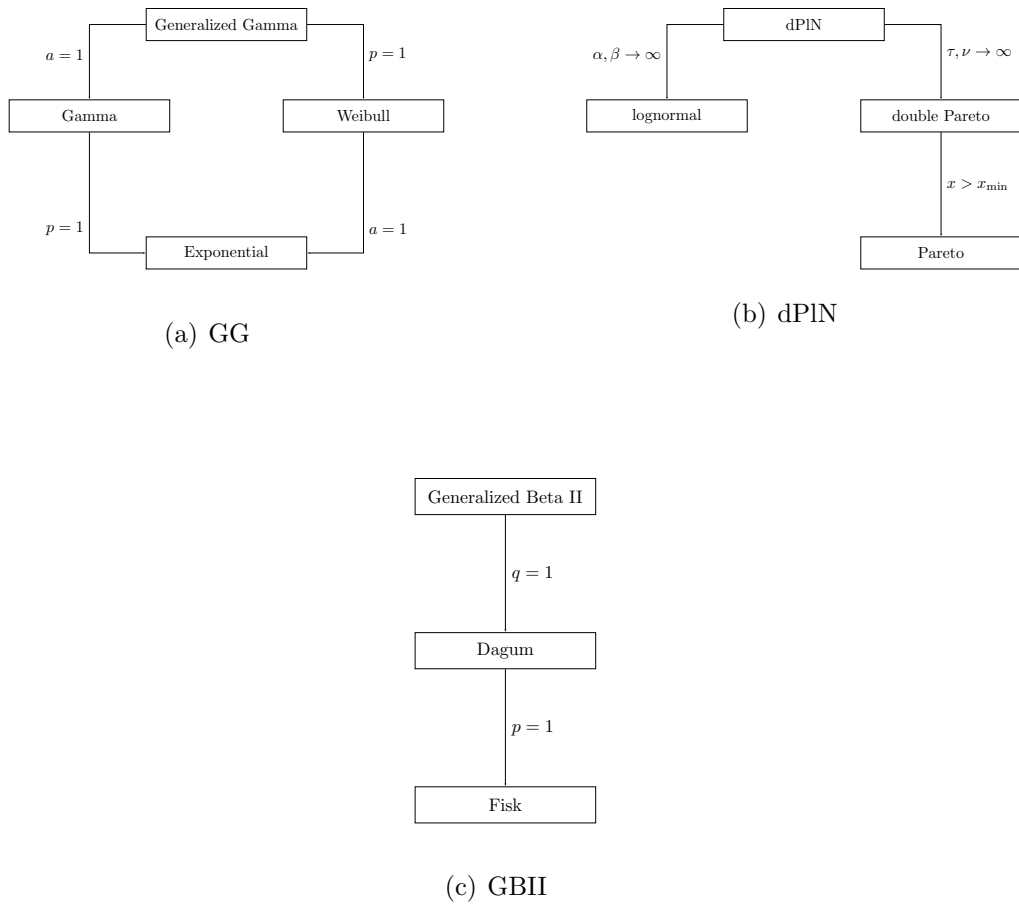 Generalized Gamma
a = 1
p = 1
Gamma
Weibull
p = 1
a = 1
Exponential
(a) GG
dPlN
α, β → ∞
τ, ν → ∞
lognormal
double Pareto
x > x_min
Pareto
(b) dPlN
Generalized Beta II
q = 1
Dagum
p = 1
Fisk
(c) GBII